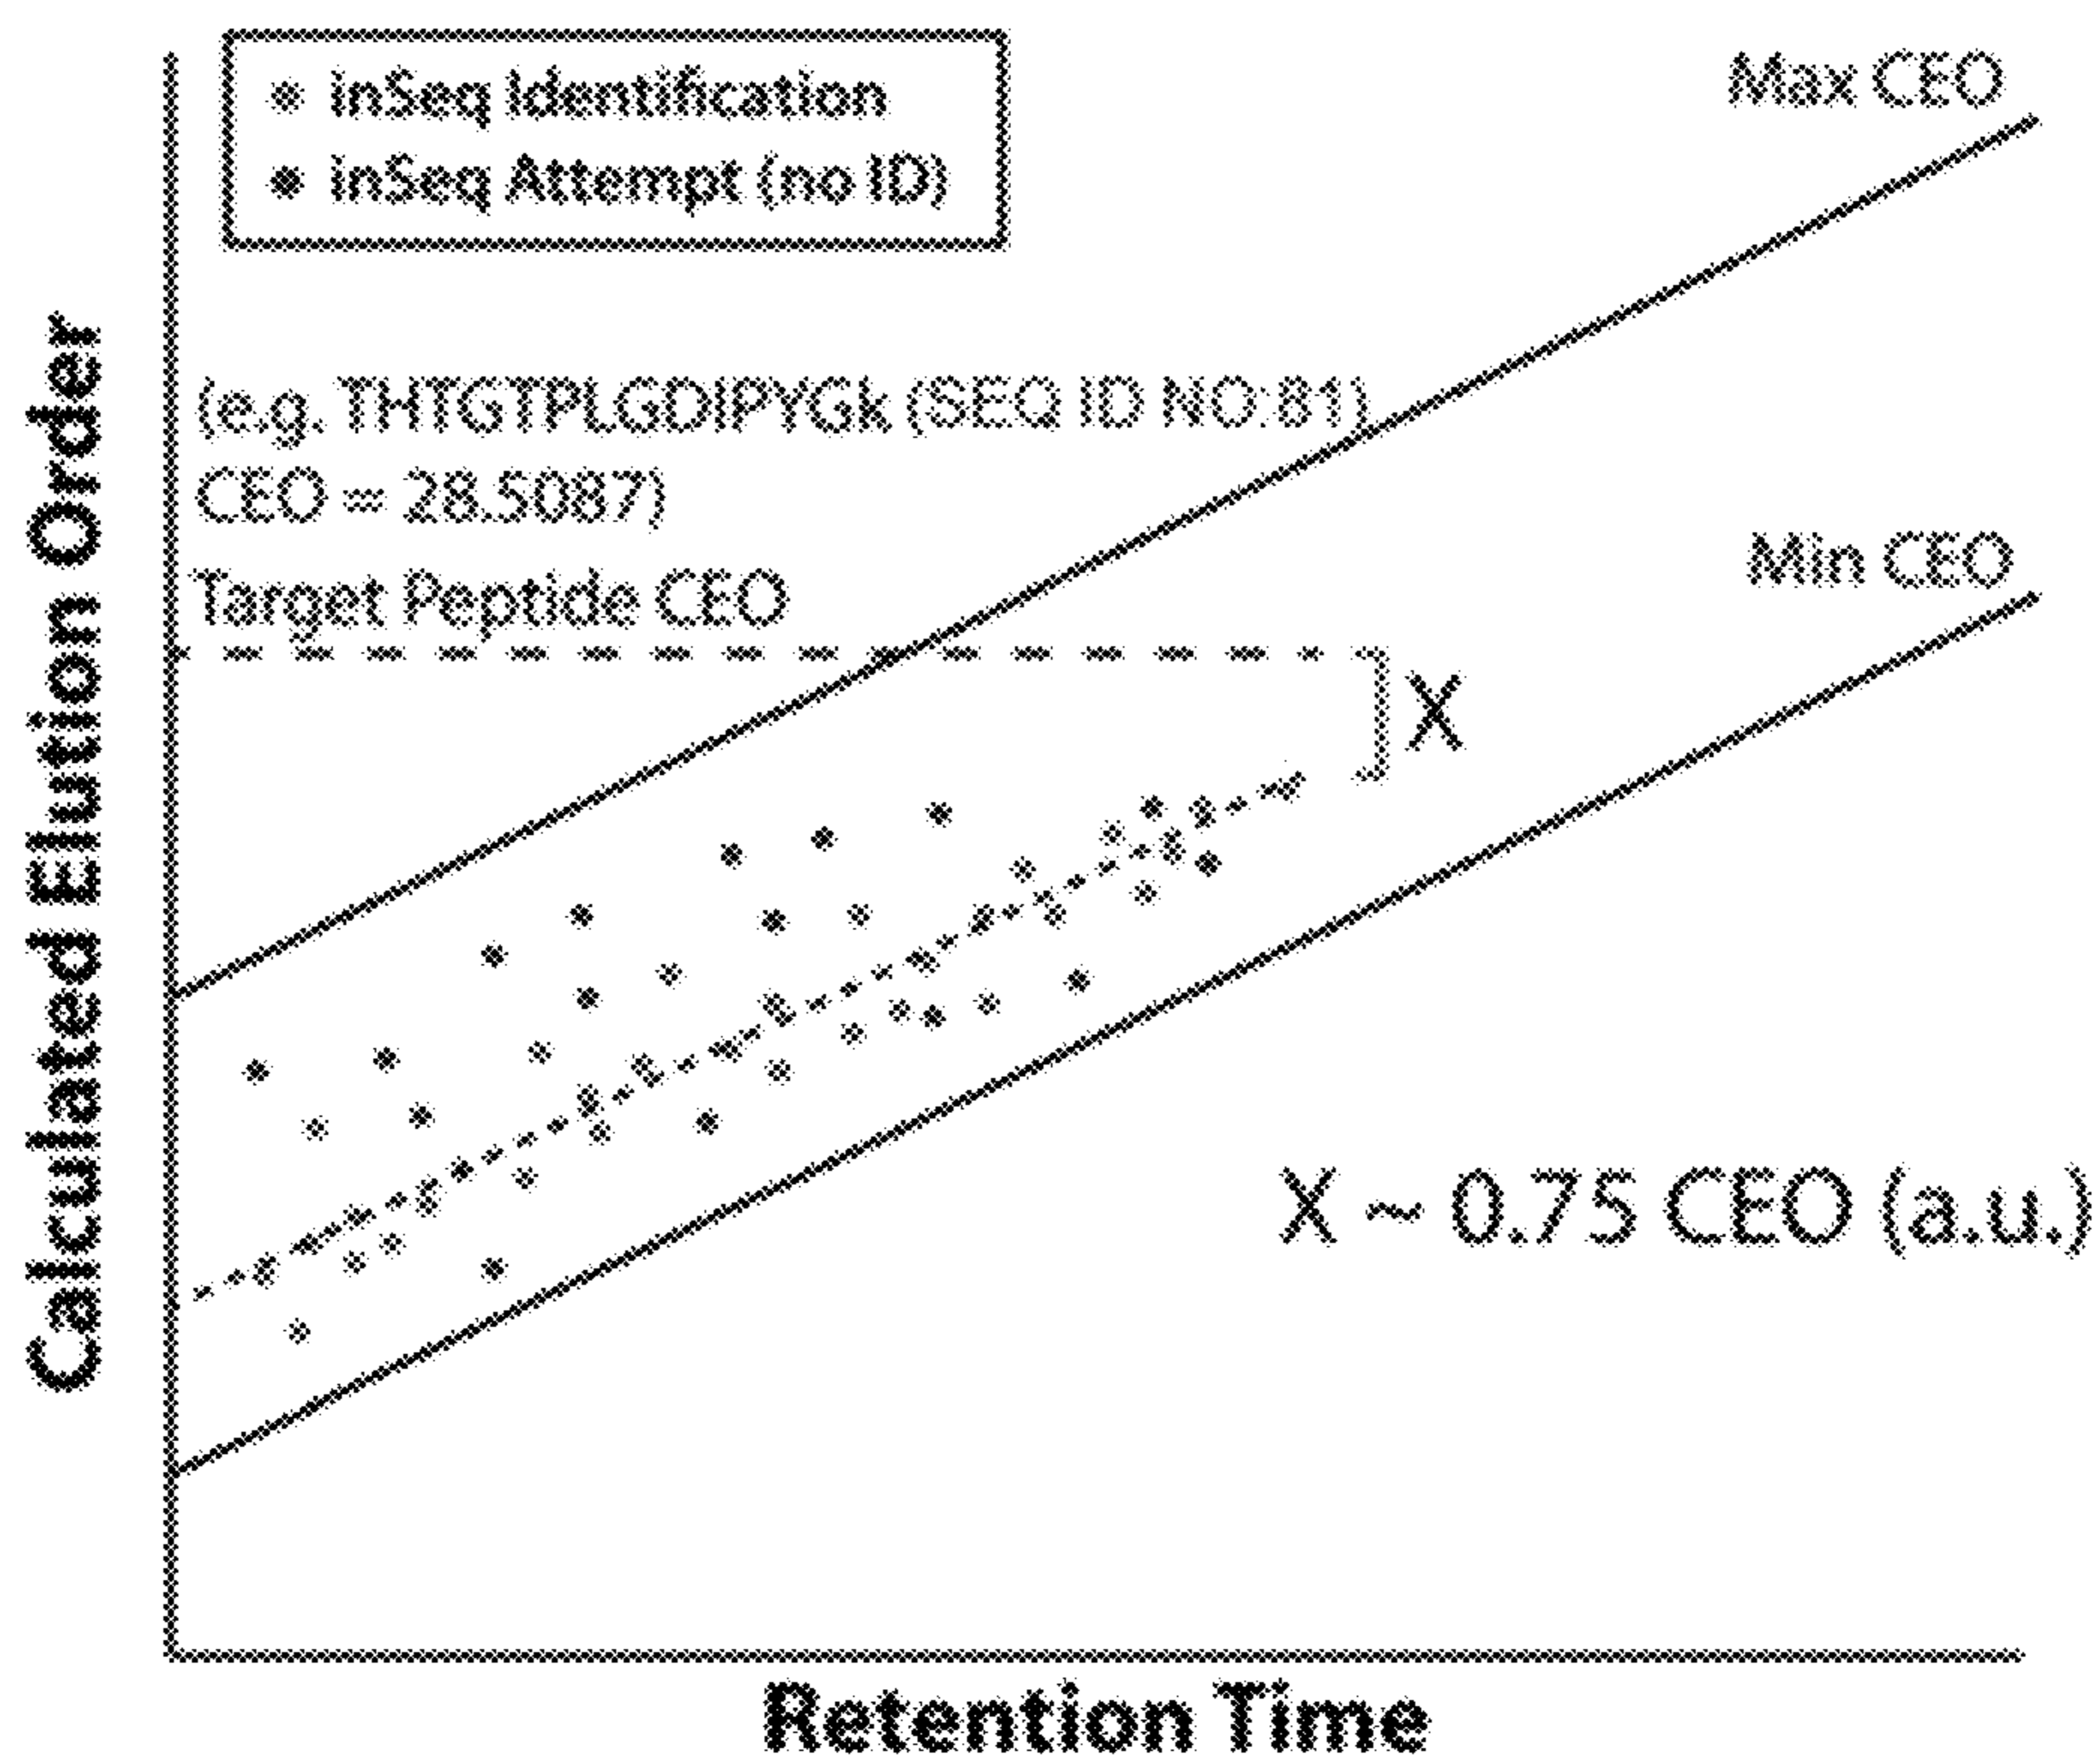 inSeq Identification
inSeq Attempt (no ID)
Max CEO
(e.g. THTGTPLGDIPYGk (SEQ ID NO:81)
CEO = 28.5087)
Target Peptide CEO
Min CEO
X
X ~ 0.75 CEO (a.u.)
Calculated Elution Order
Retention Time